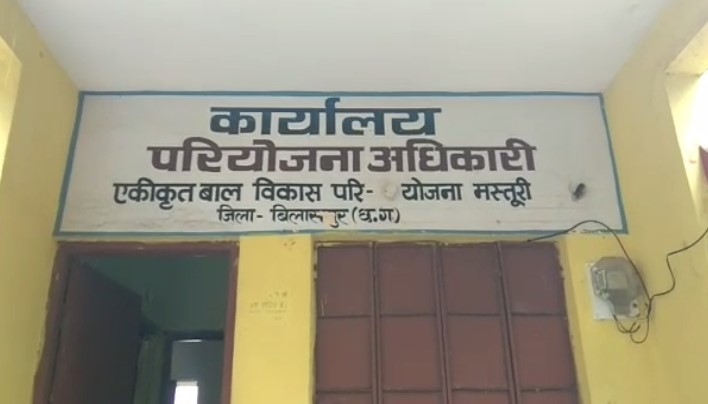 कार्यालय
परियोजना अधिकारी
एकीकृत बाल विकास परि- योजना मस्तूरी
जिला- बिलासपुर (छ.ग)